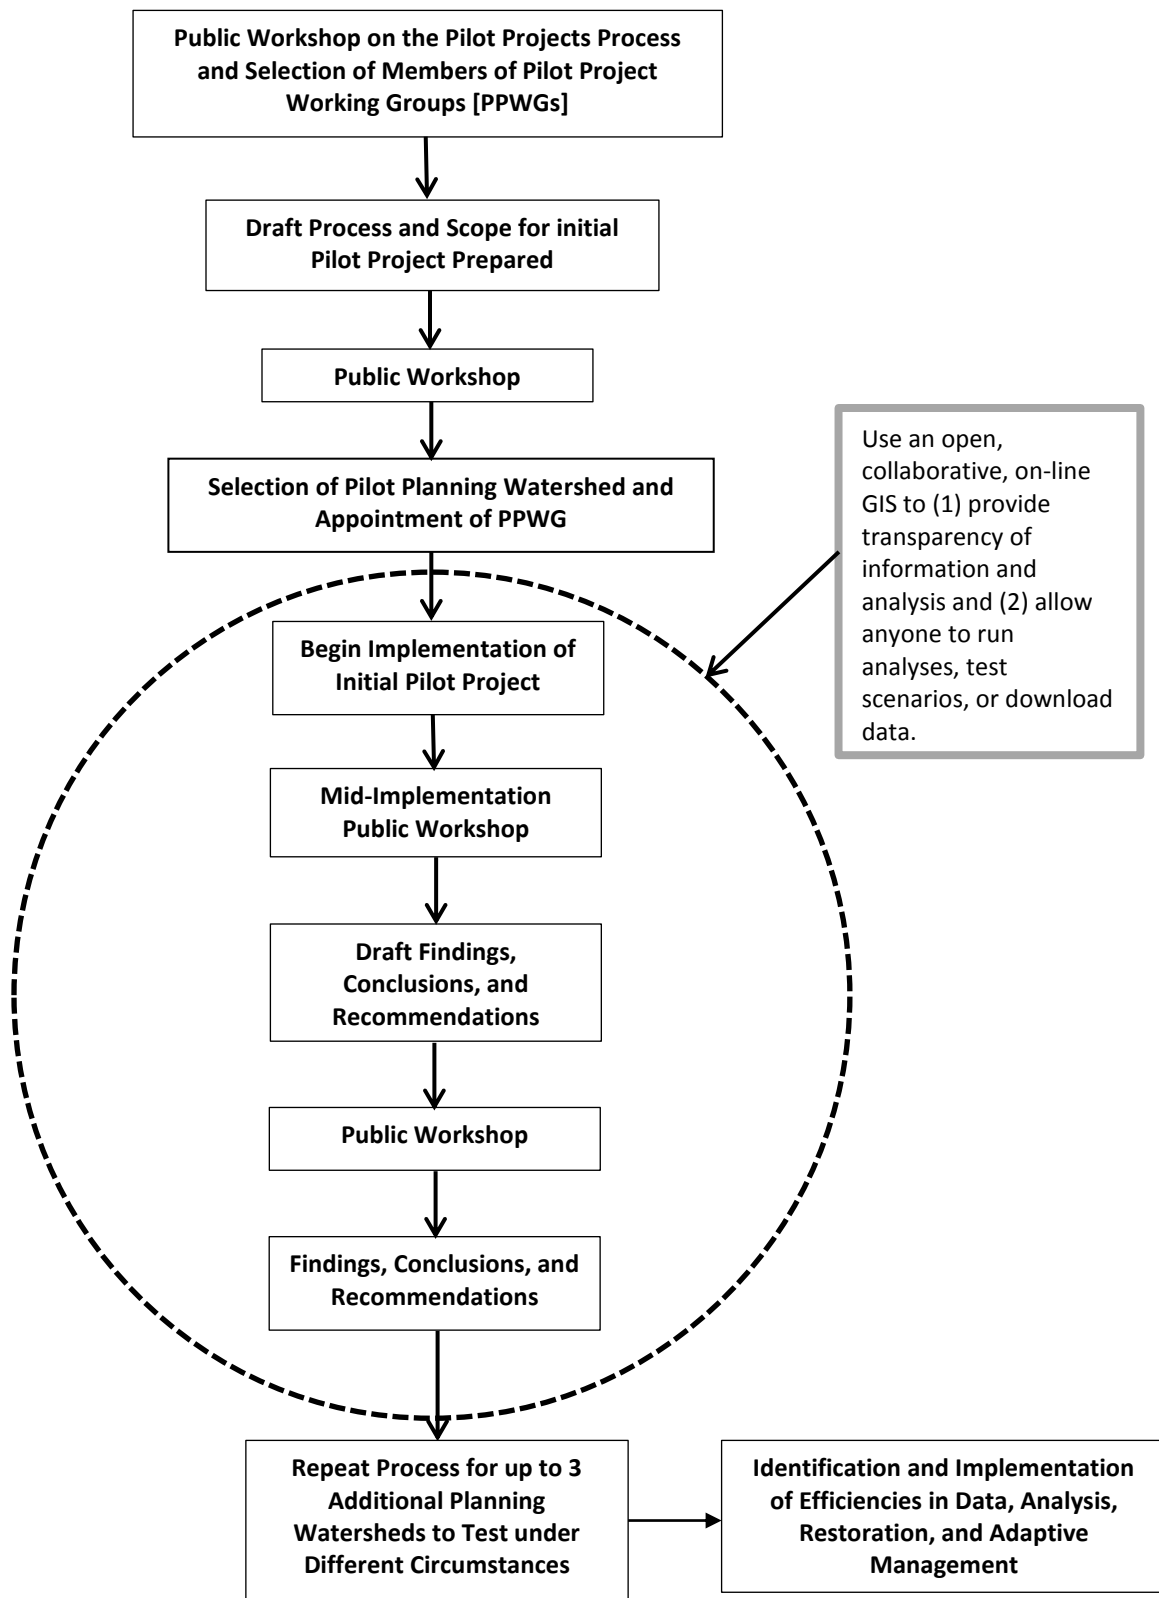 Public Workshop on the Pilot Projects Process
and Selection of Members of Pilot Project
Working Groups [PPWGs]
Draft Process and Scope for initial
Pilot Project Prepared
Public Workshop
Selection of Pilot Planning Watershed and
Appointment of PPWG
Use an open,
collaborative, on-line
GIS to (1) provide
transparency of
information and
analysis and (2) allow
anyone to run
analyses, test
scenarios, or download
data.
Begin Implementation of
Initial Pilot Project
Mid-Implementation
Public Workshop
Draft Findings,
Conclusions, and
Recommendations
Public Workshop
Findings, Conclusions, and
Recommendations
Repeat Process for up to 3
Additional Planning
Watersheds to Test under
Different Circumstances
Identification and Implementation
of Efficiencies in Data, Analysis,
Restoration, and Adaptive
Management